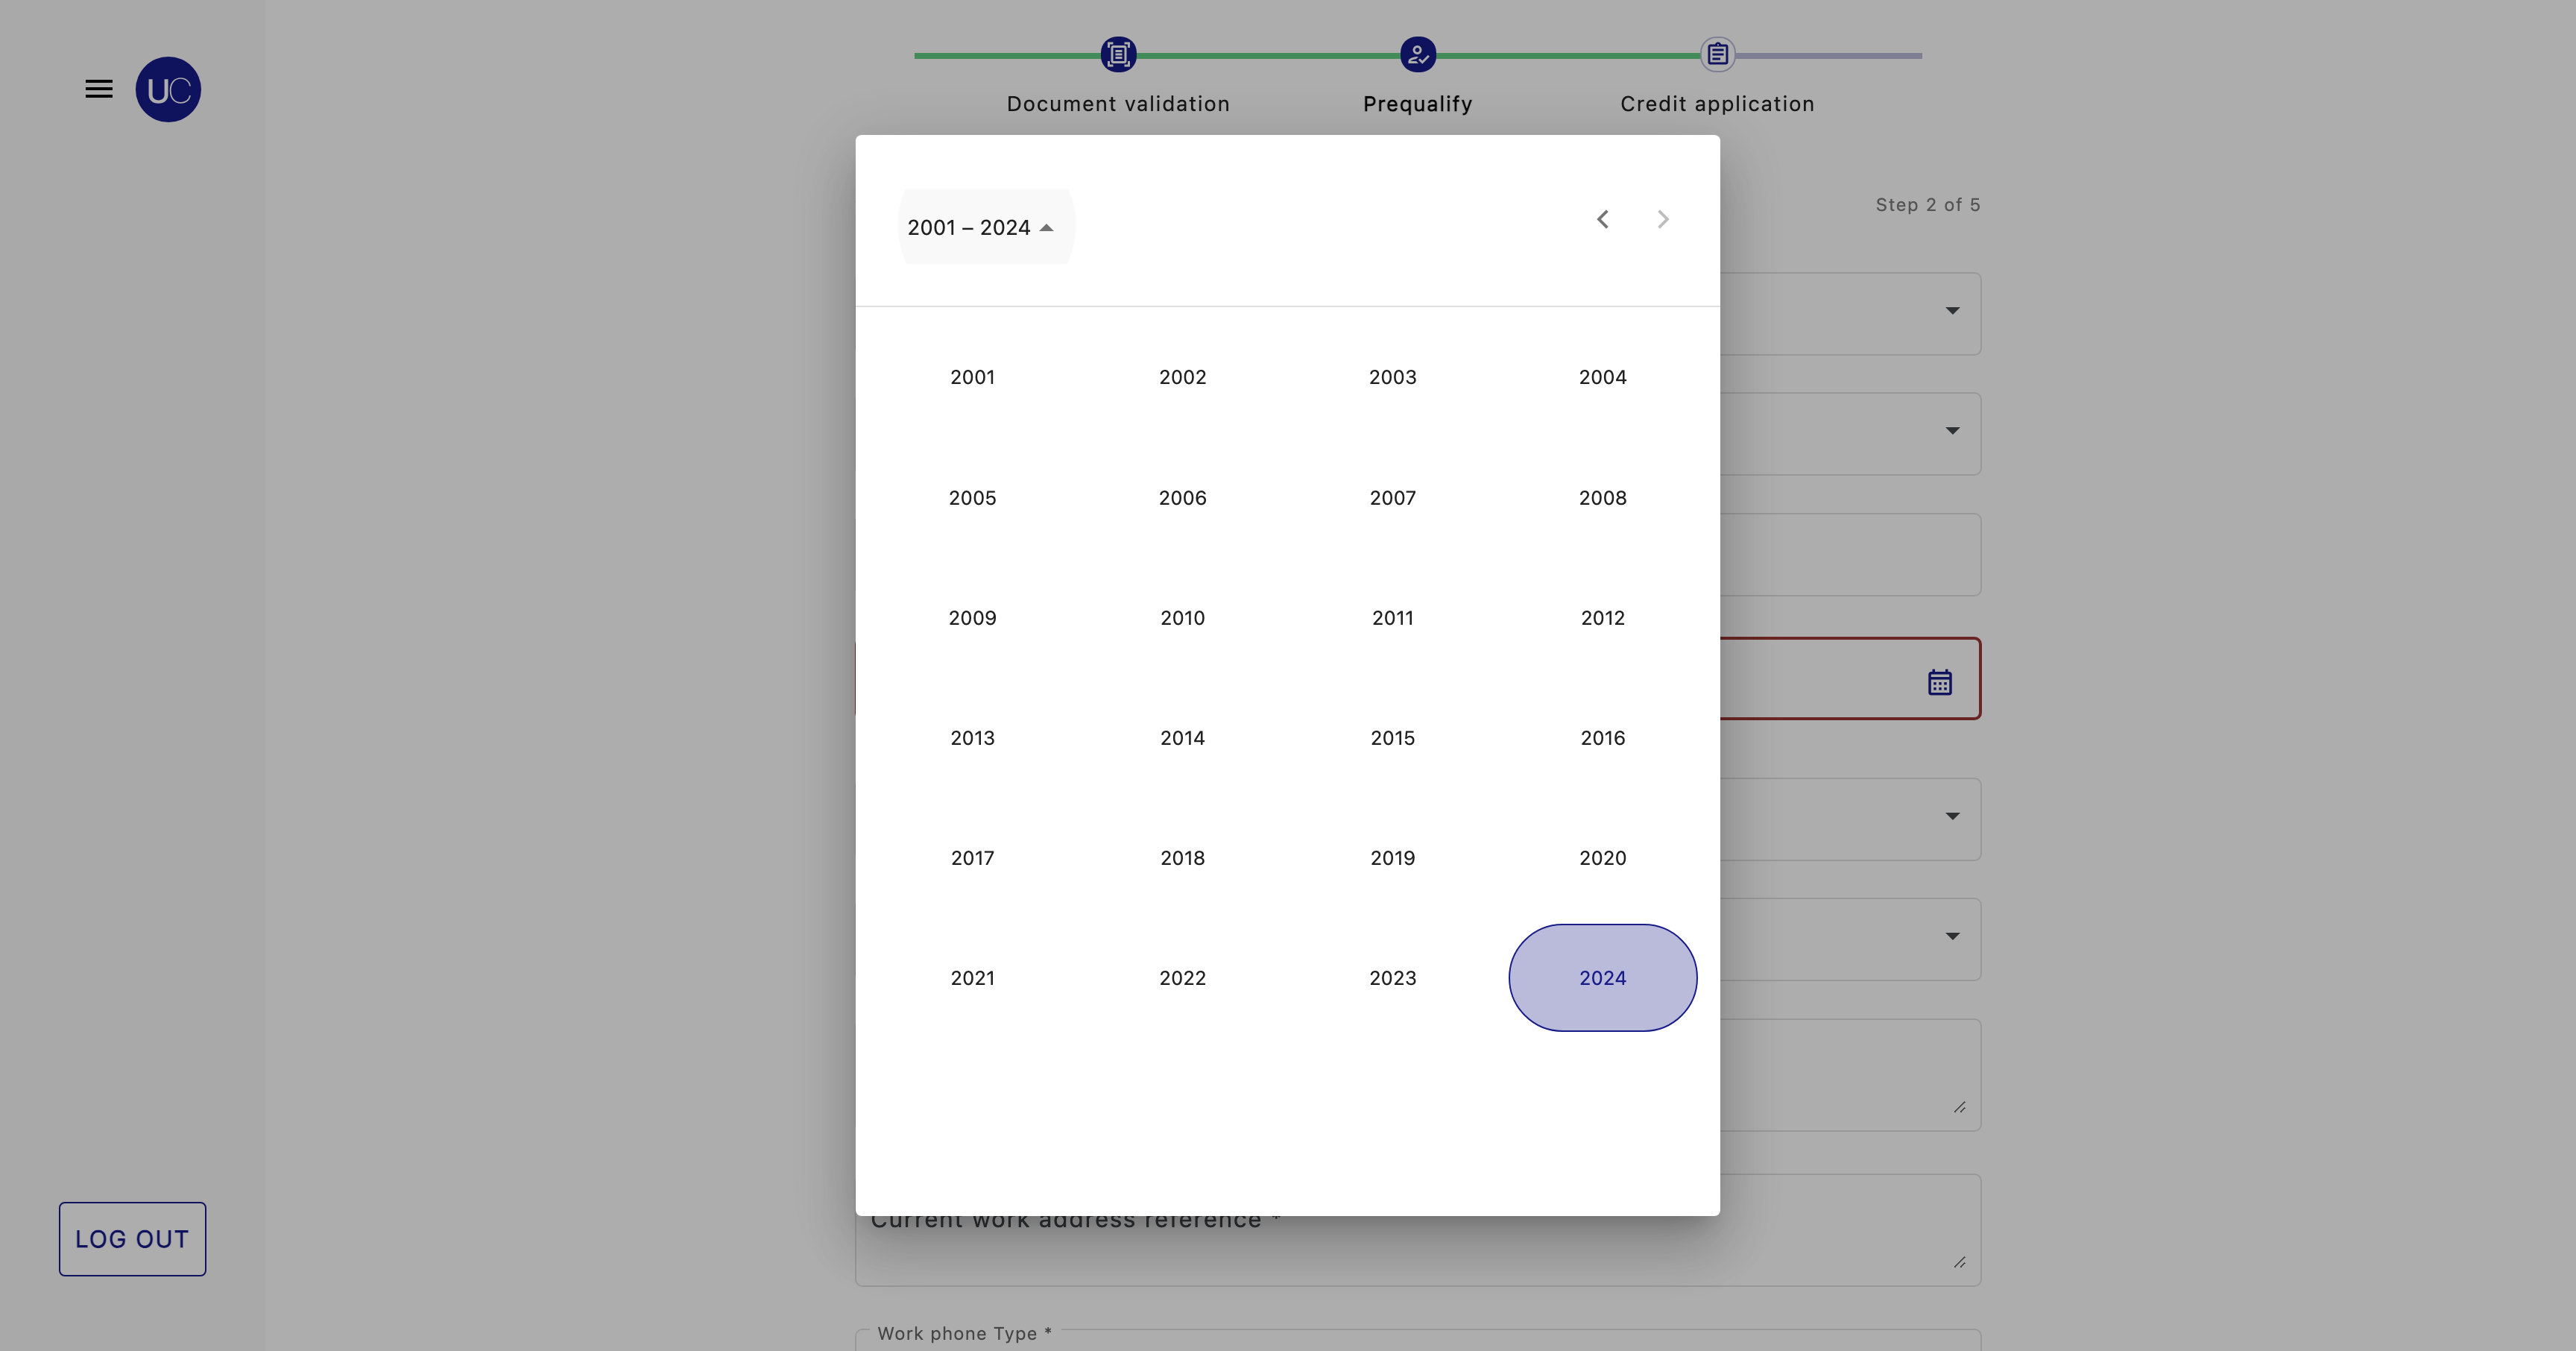 UC
Document validation
Prequalify
Credit application
Step 2 of 5
2001 – 2024
2001 2002 2003 2004
2005 2006 2007 2008
2009 2010 2011 2012
2013 2014 2015 2016
2017 2018 2019 2020
2021 2022 2023 2024
Current work address reference *
LOG OUT
Work phone Type *